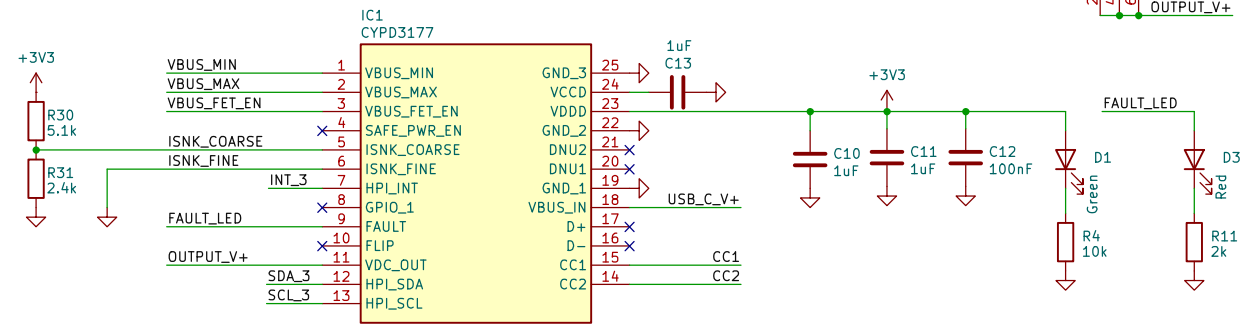 OUTPUT_V+
IC1
CYPD3177
+3V3
R30
5.1k
R31
2.4k
VBUS_MIN
VBUS_MAX
VBUS_FET_EN
ISNK_COARSE
ISNK_FINE
INT_3
FAULT_LED
OUTPUT_V+
SDA_3
SCL_3
1 VBUS_MIN
2 VBUS_MAX
3 VBUS_FET_EN
4 SAFE_PWR_EN
5 ISNK_COARSE
6 ISNK_FINE
7 HPI_INT
8 GPIO_1
9 FAULT
10 FLIP
11 VDC_OUT
12 HPI_SDA
13 HPI_SCL
GND_3 25
VCCD 24
VDDD 23
GND_2 22
DNU2 21
DNU1 20
GND_1 19
VBUS_IN 18
D+ 17
D− 16
CC1 15
CC2 14
1uF
C13
USB_C_V+
CC1
CC2
+3V3
C10
1uF
C11
1uF
C12
100nF
D1
Green
R4
10k
FAULT_LED
D3
Red
R11
2k